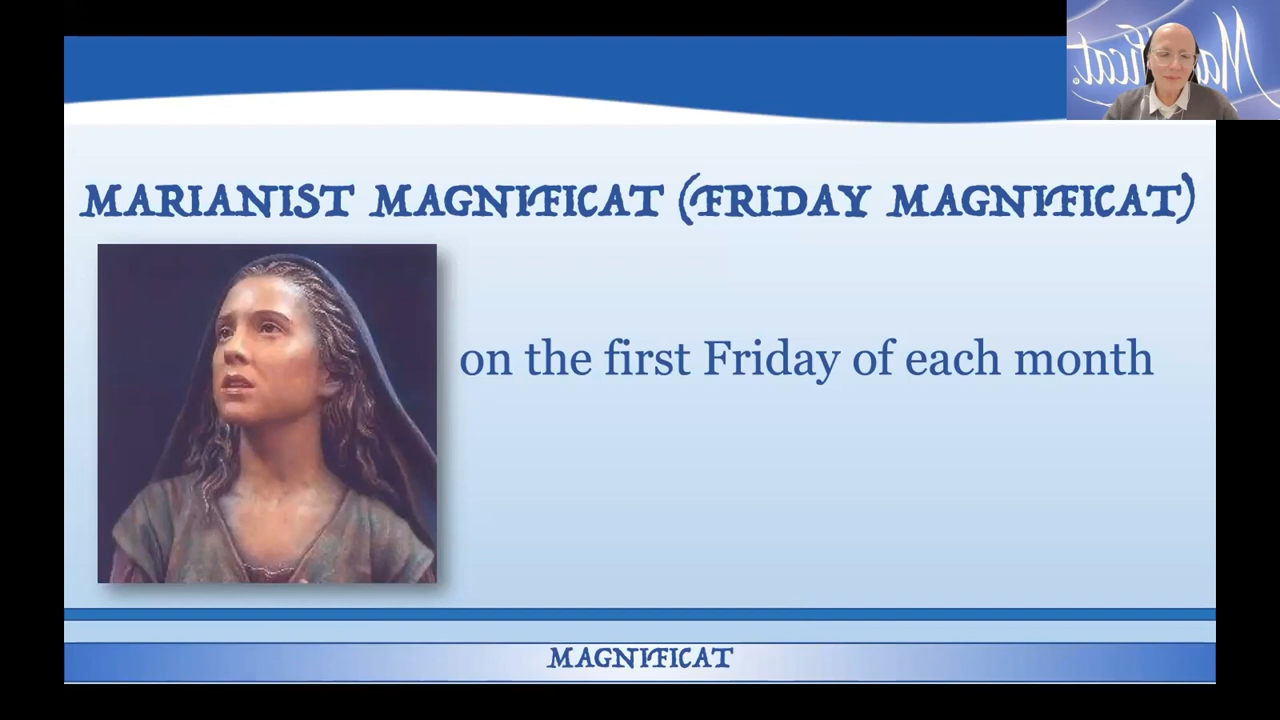 MARIANIST MAGNIFICAT (FRIDAY MAGNIFICAT)
on the first Friday of each month
MAGNIFICAT